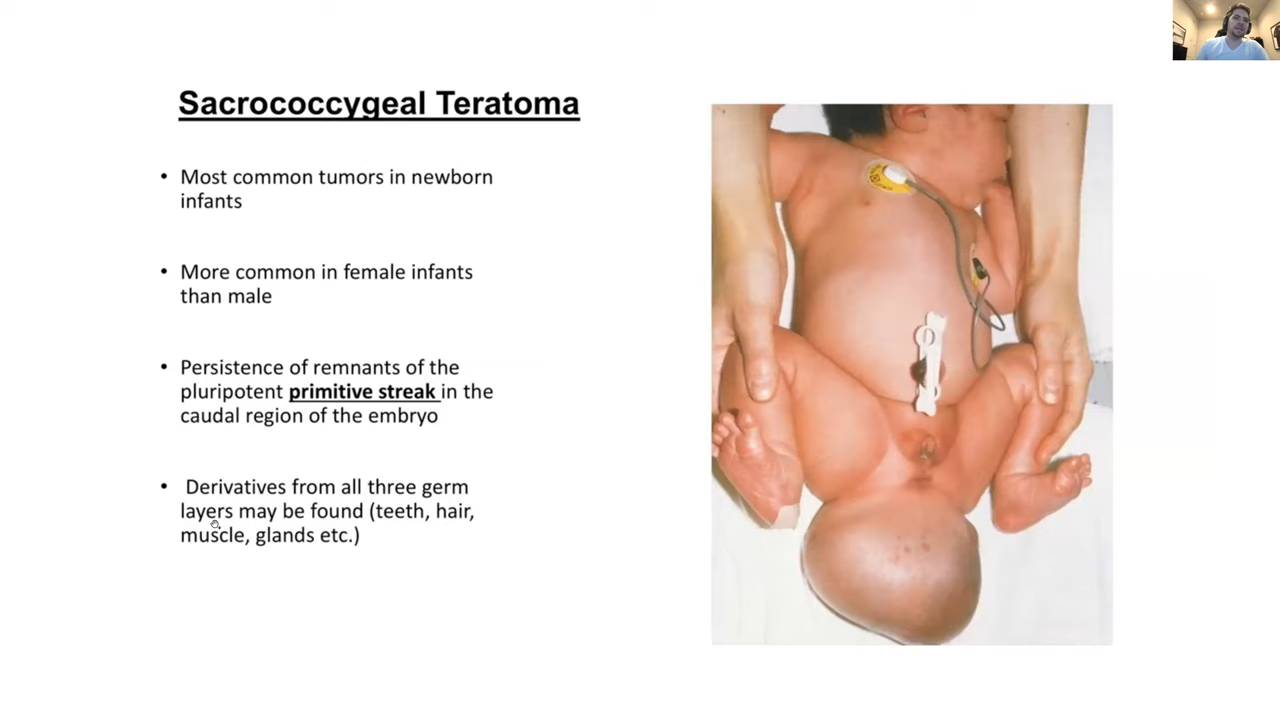 Sacrococcygeal Teratoma
• Most common tumors in newborn
infants
• More common in female infants
than male
• Persistence of remnants of the
pluripotent primitive streak in the
caudal region of the embryo
• Derivatives from all three germ
layers may be found (teeth, hair,
muscle, glands etc.)